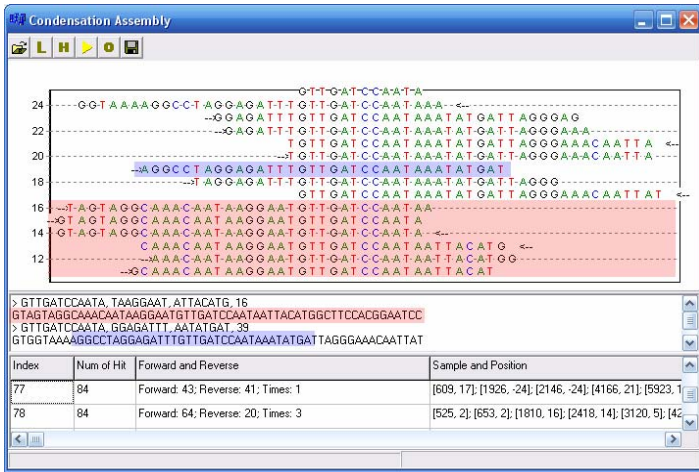 Condensation Assembly
L H O
GTTGATCCAATA
24 GGTAAAAGGCCTAGGAGATTTGTTGATCCAATAAA <--
-->GGAGATTTGTTGATCCAATAAATATGATTAGGGAG
22 -->GAGATTTGTTGATCCAATAAATATGATTAGGGAAA
TGTTGATCCAATAAATATGATTAGGGAAACAATTA <--
20 -->TGTTGATCCAATAAATATGATTAGGGAAACAATTA
-->AGGCCTAGGAGATTTGTTGATCCAATAAATATGAT
18 -->TAGGAGATTTGTTGATCCAATAAATATGATTAGGG
GTTGATCCAATAAATATGATTAGGGAAACAATTAT <--
16 -->TAGTAGGCAAACAATAAGGAATGTTGATCCAATAA
-->GTAGTAGGCAAACAATAAGGAATGTTGATCCAATA
14 GTAGTAGGCAAACAATAAGGAATGTTGATCCAATA <--
CAAACAATAAGGAATGTTGATCCAATAATTACATG <--
12 -->AAACAATAAGGAATGTTGATCCAATAATTACATGG
-->GCAAACAATAAGGAATGTTGATCCAATAATTACAT
> GTTGATCCAATA, TAAGGAAT, ATTACATG, 16
GTAGTAGGCAAACAATAAGGAATGTTGATCCAATAATTACATGGCTTCCACGGAATCC
> GTTGATCCAATA, GGAGATTT, AATATGAT, 39
GTGGTAAAAGGCCTAGGAGATTTGTTGATCCAATAAATATGATTAGGGAAACAATTAT
Index Num of Hit Forward and Reverse Sample and Position
77 84 Forward: 43; Reverse: 41; Times: 1 [609, 17]; [1926, -24]; [2146, -24]; [4166, 21]; [5923, 1
78 84 Forward: 64; Reverse: 20; Times: 3 [525, 2]; [653, 2]; [1810, 16]; [2418, 14]; [3120, 5]; [42